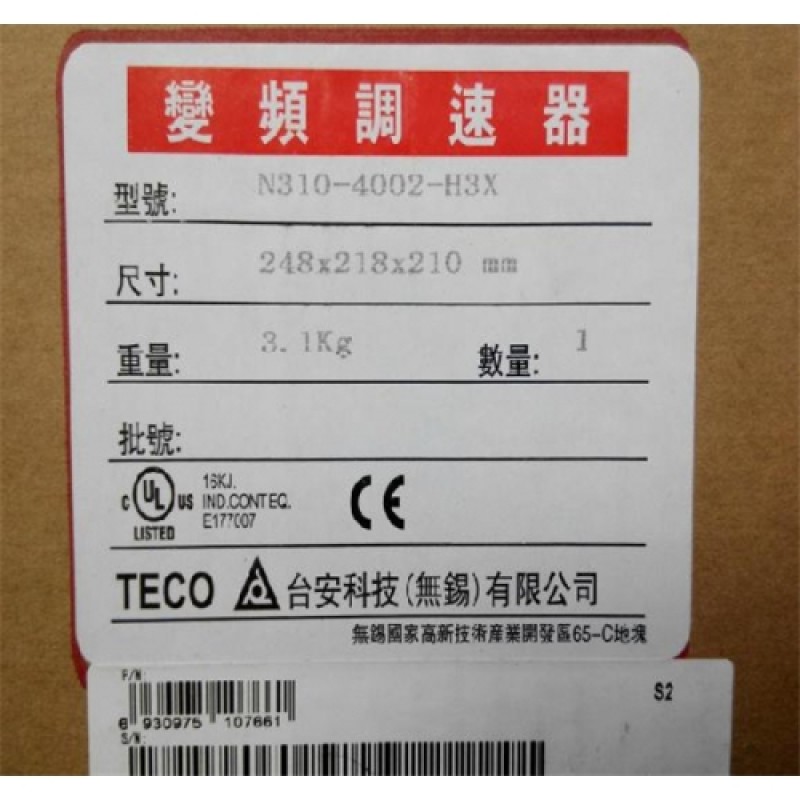 變頻調速器
型號: N310-4002-H3X
尺寸: 248x218x210 mm
重量: 3.1Kg 數量: 1
批號:
C UL US LISTED
16KJ.
IND.CONT.EQ.
E177007
CE
TECO 台安科技(無錫)有限公司
無錫國家高新技術産業開發區65-C地塊
P/N:
S2
6 930975 107661
S/N: